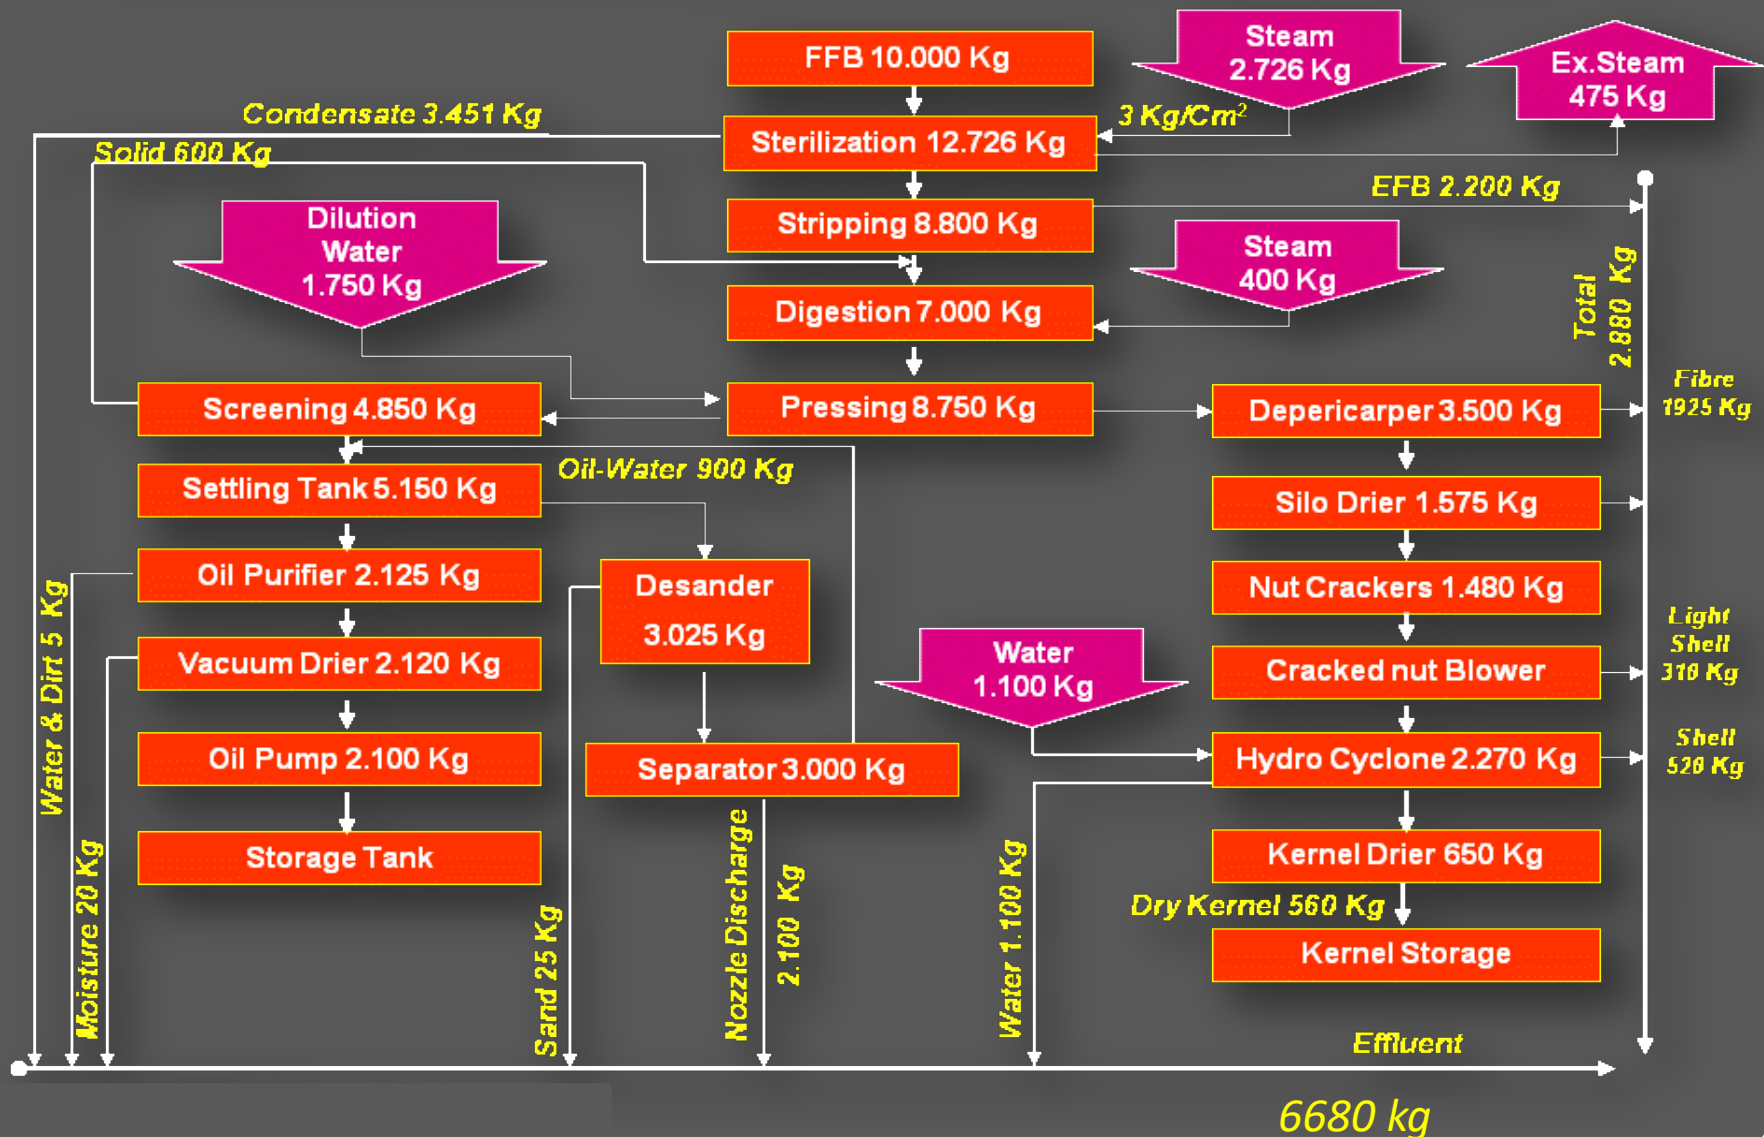 FFB 10.000 Kg
Steam
2.726 Kg
Ex.Steam
475 Kg
Condensate 3.451 Kg
3 Kg/Cm²
Sterilization 12.726 Kg
Solid 600 Kg
EFB 2.200 Kg
Stripping 8.800 Kg
Dilution
Water
1.750 Kg
Steam
400 Kg
Total
2.880 Kg
Digestion 7.000 Kg
Fibre
1925 Kg
Screening 4.850 Kg
Pressing 8.750 Kg
Depericarper 3.500 Kg
Oil-Water 900 Kg
Settling Tank 5.150 Kg
Silo Drier 1.575 Kg
Oil Purifier 2.125 Kg
Desander
3.025 Kg
Nut Crackers 1.480 Kg
Water & Dirt 5 Kg
Vacuum Drier 2.120 Kg
Water
1.100 Kg
Cracked nut Blower
Light
Shell
310 Kg
Oil Pump 2.100 Kg
Separator 3.000 Kg
Hydro Cyclone 2.270 Kg
Shell
520 Kg
Storage Tank
Kernel Drier 650 Kg
Moisture 20 Kg
Sand 25 Kg
Nozzle Discharge
2.100 Kg
Water 1.100 Kg
Dry Kernel 560 Kg
Kernel Storage
Effluent
6680 kg